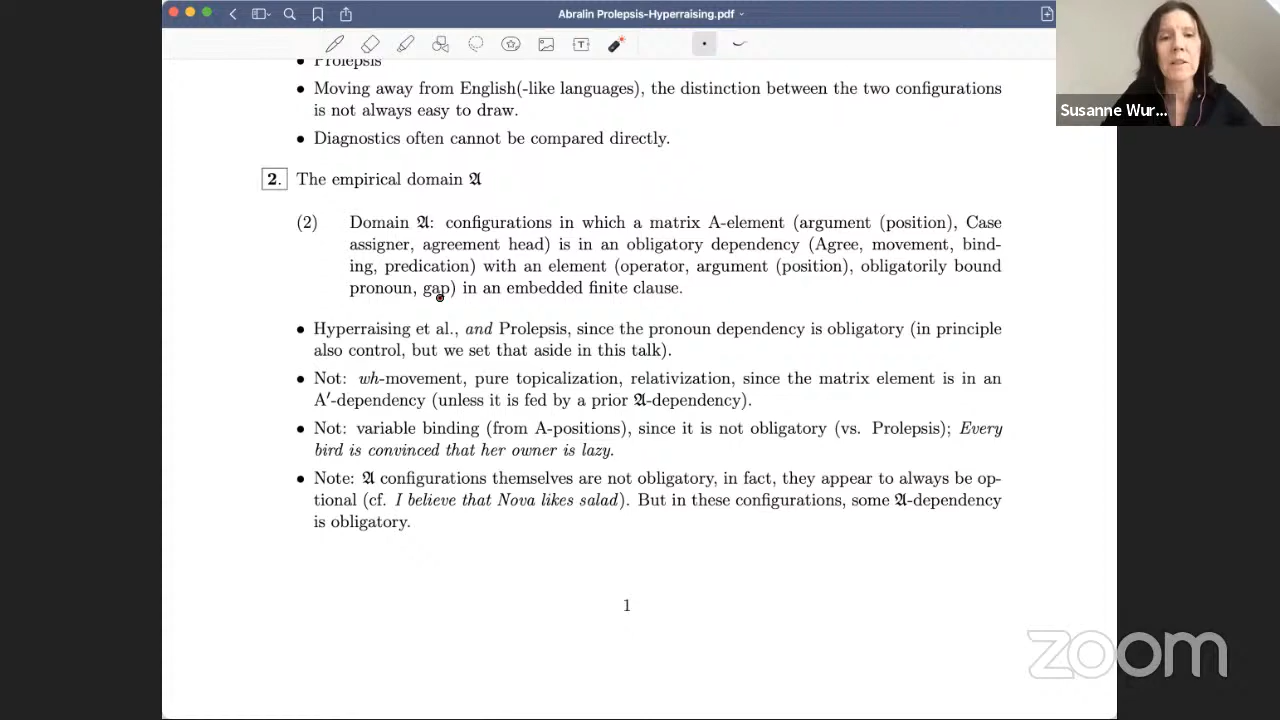 Abralin Prolepsis-Hyperraising.pdf
Susanne Wur...
• Prolepsis
• Moving away from English(-like languages), the distinction between the two configurations
is not always easy to draw.
• Diagnostics often cannot be compared directly.
2. The empirical domain 𝔄
(2) Domain 𝔄: configurations in which a matrix A-element (argument (position), Case
assigner, agreement head) is in an obligatory dependency (Agree, movement, bind-
ing, predication) with an element (operator, argument (position), obligatorily bound
pronoun, gap) in an embedded finite clause.
• Hyperraising et al., and Prolepsis, since the pronoun dependency is obligatory (in principle
also control, but we set that aside in this talk).
• Not: wh-movement, pure topicalization, relativization, since the matrix element is in an
A′-dependency (unless it is fed by a prior 𝔄-dependency).
• Not: variable binding (from A-positions), since it is not obligatory (vs. Prolepsis); Every
bird is convinced that her owner is lazy.
• Note: 𝔄 configurations themselves are not obligatory, in fact, they appear to always be op-
tional (cf. I believe that Nova likes salad). But in these configurations, some 𝔄-dependency
is obligatory.
1
zoom